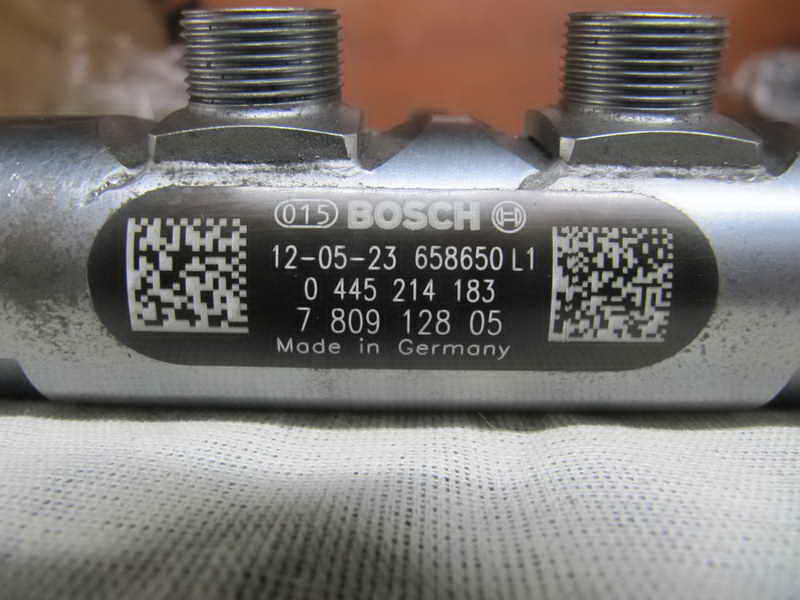 015 BOSCH
12-05-23 658650 L1
0 445 214 183
7 809 128 05
Made in Germany